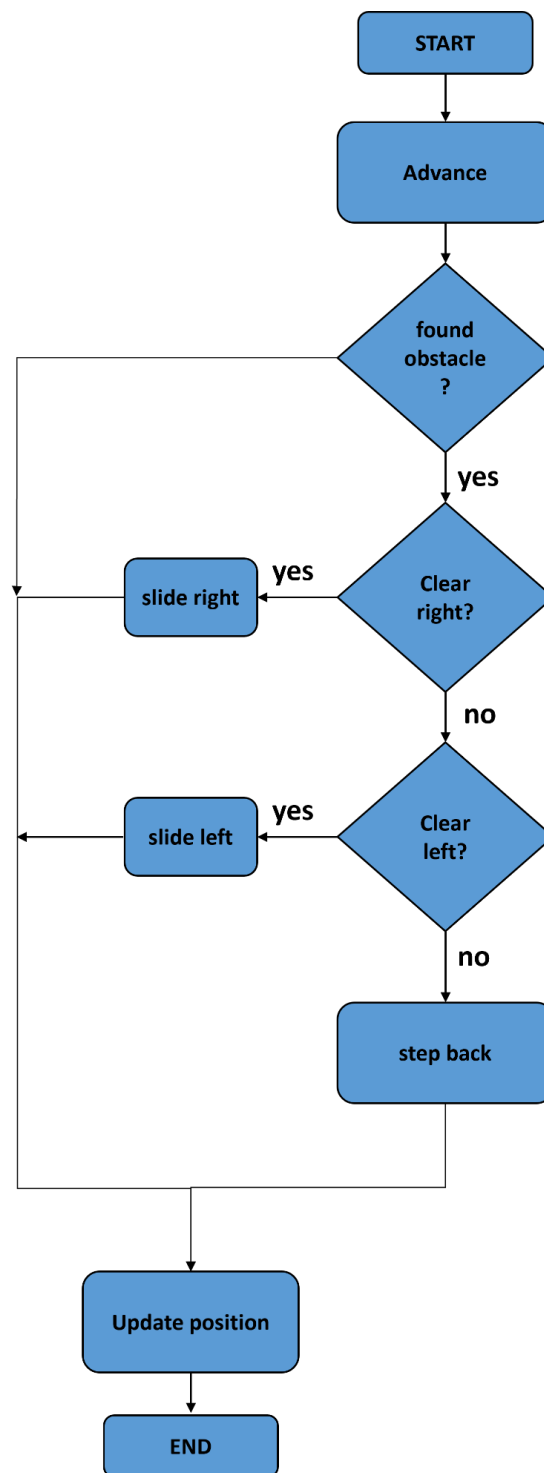 START
Advance
found
obstacle
?
yes
Clear
right?
yes
slide right
no
Clear
left?
yes
slide left
no
step back
Update position
END